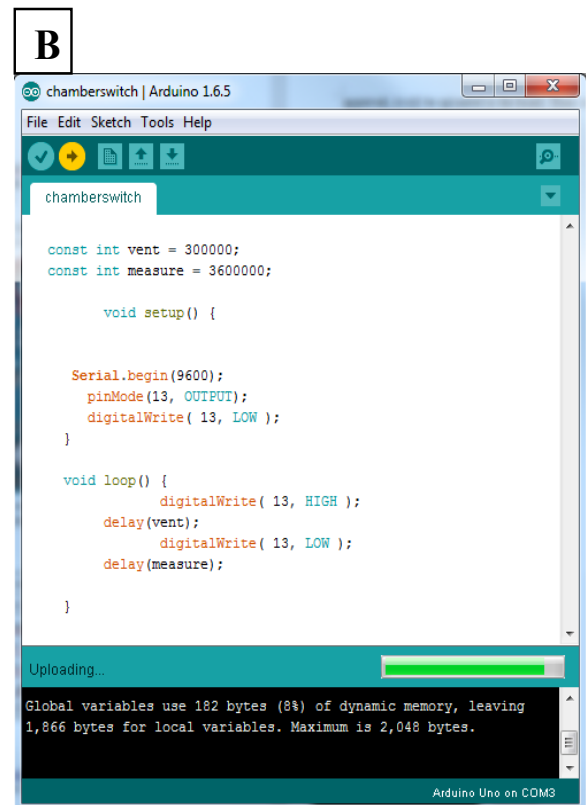 B
chamberswitch | Arduino 1.6.5
File Edit Sketch Tools Help
chamberswitch
const int vent = 300000;
const int measure = 3600000;
void setup() {
Serial.begin(9600);
pinMode(13, OUTPUT);
digitalWrite( 13, LOW );
}
void loop() {
digitalWrite( 13, HIGH );
delay(vent);
digitalWrite( 13, LOW );
delay(measure);
}
Uploading...
Global variables use 182 bytes (8%) of dynamic memory, leaving
1,866 bytes for local variables. Maximum is 2,048 bytes.
Arduino Uno on COM3